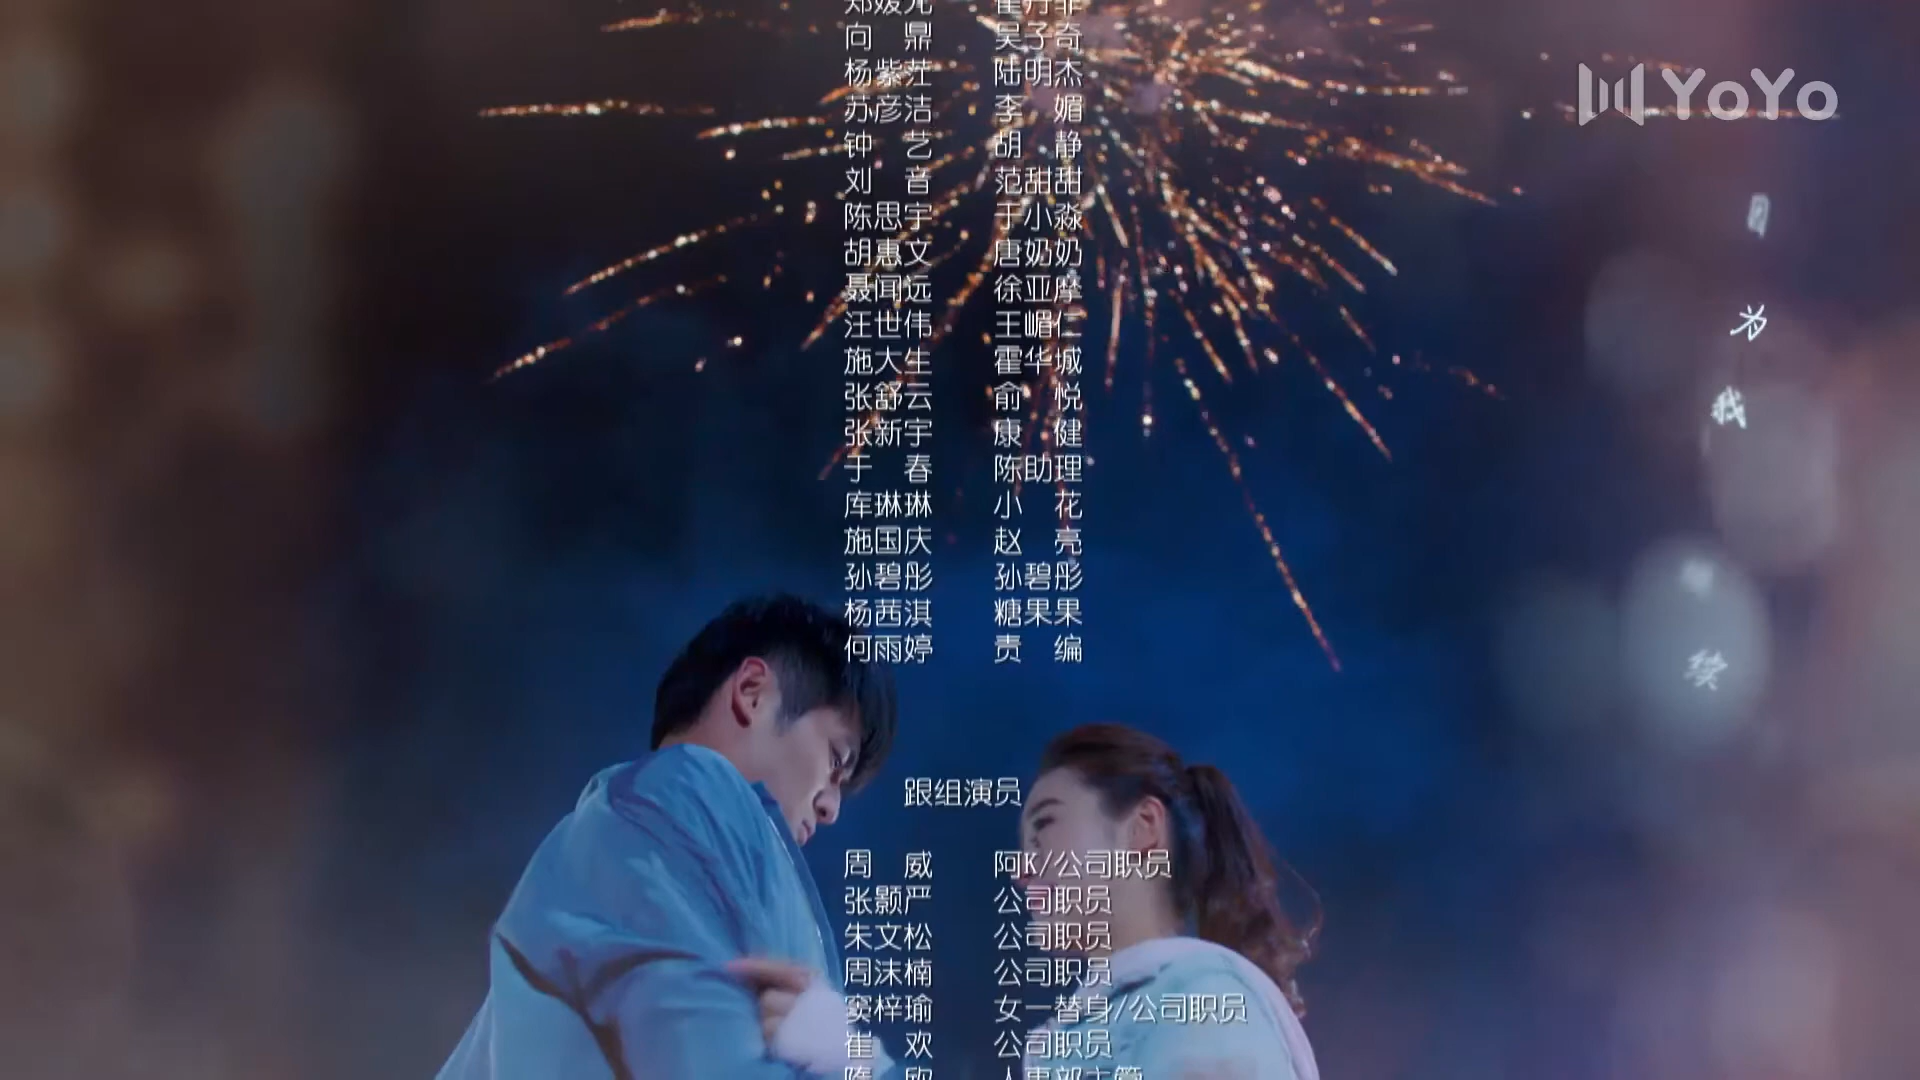 向 鼎 吴子奇
杨紫茳 陆明杰
苏彦洁 李 媚
钟 艺 胡 静
刘 音 范甜甜
陈思宇 于小淼
胡惠文 唐奶奶
聂闻远 徐亚摩
汪世伟 王嵋仁
施大生 霍华城
张舒云 俞 悦
张新宇 康 健
于 春 陈助理
库琳琳 小 花
施国庆 赵 亮
孙碧彤 孙碧彤
杨茜淇 糖果果
何雨婷 责 编
跟组演员
周 威 阿K/公司职员
张颢严 公司职员
朱文松 公司职员
周沫楠 公司职员
窦梓瑜 女一替身/公司职员
崔 欢 公司职员
YoYo
为
我
续